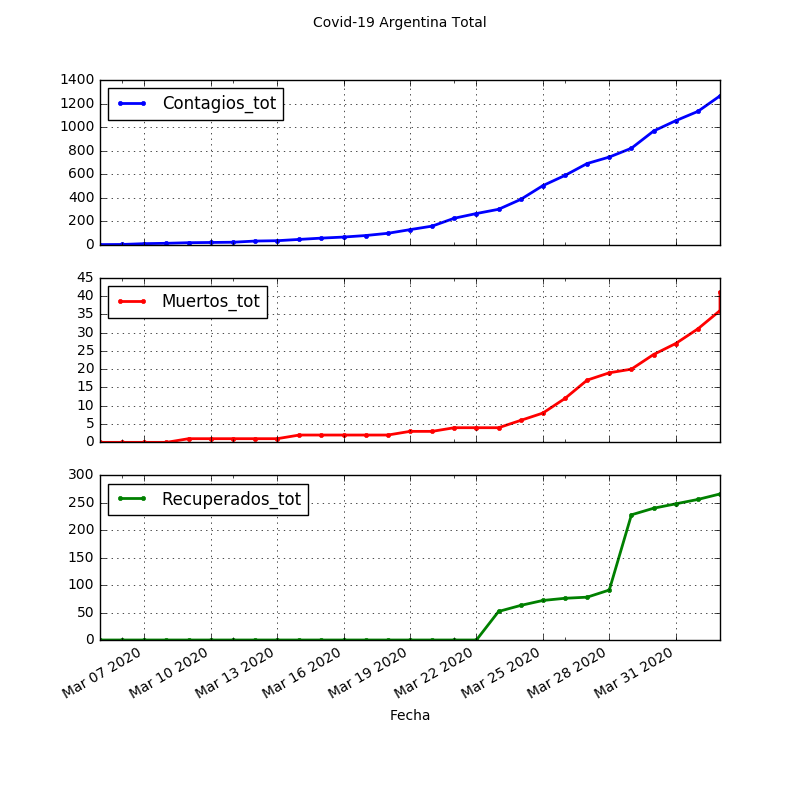 Covid-19 Argentina Total
1400
1200
1000
800
600
400
200
0
Contagios_tot
45
40
35
30
25
20
15
10
5
0
Muertos_tot
300
250
200
150
100
50
0
Recuperados_tot
Mar 07 2020
Mar 10 2020
Mar 13 2020
Mar 16 2020
Mar 19 2020
Mar 22 2020
Mar 25 2020
Mar 28 2020
Mar 31 2020
Fecha